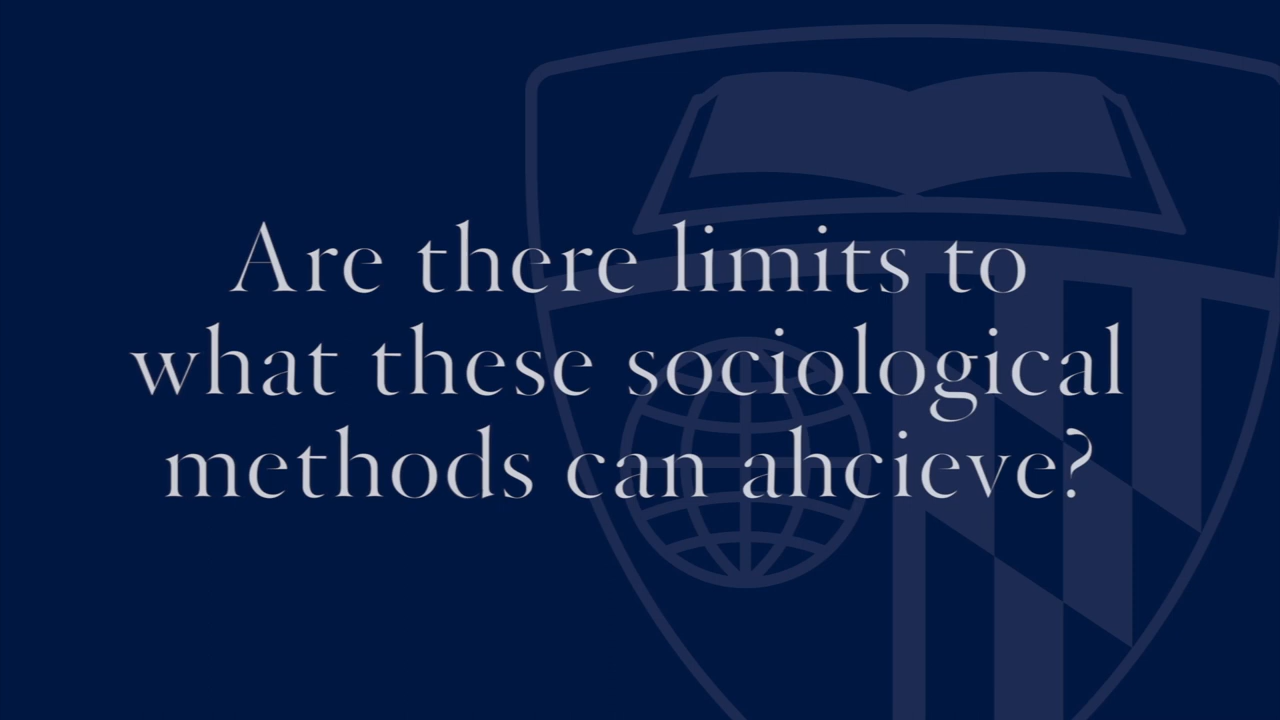 Are there limits to
what these sociological
methods can ahcieve?